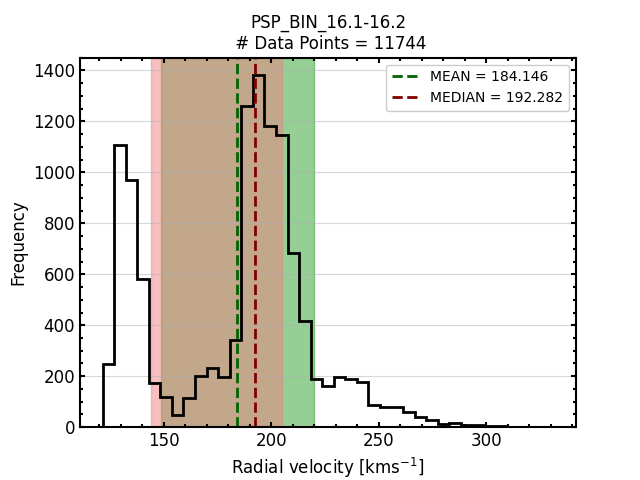 PSP_BIN_16.1-16.2
# Data Points = 11744
MEAN = 184.146
MEDIAN = 192.282
Frequency
1400
1200
1000
800
600
400
200
0
150 200 250 300
Radial velocity [kms⁻¹]